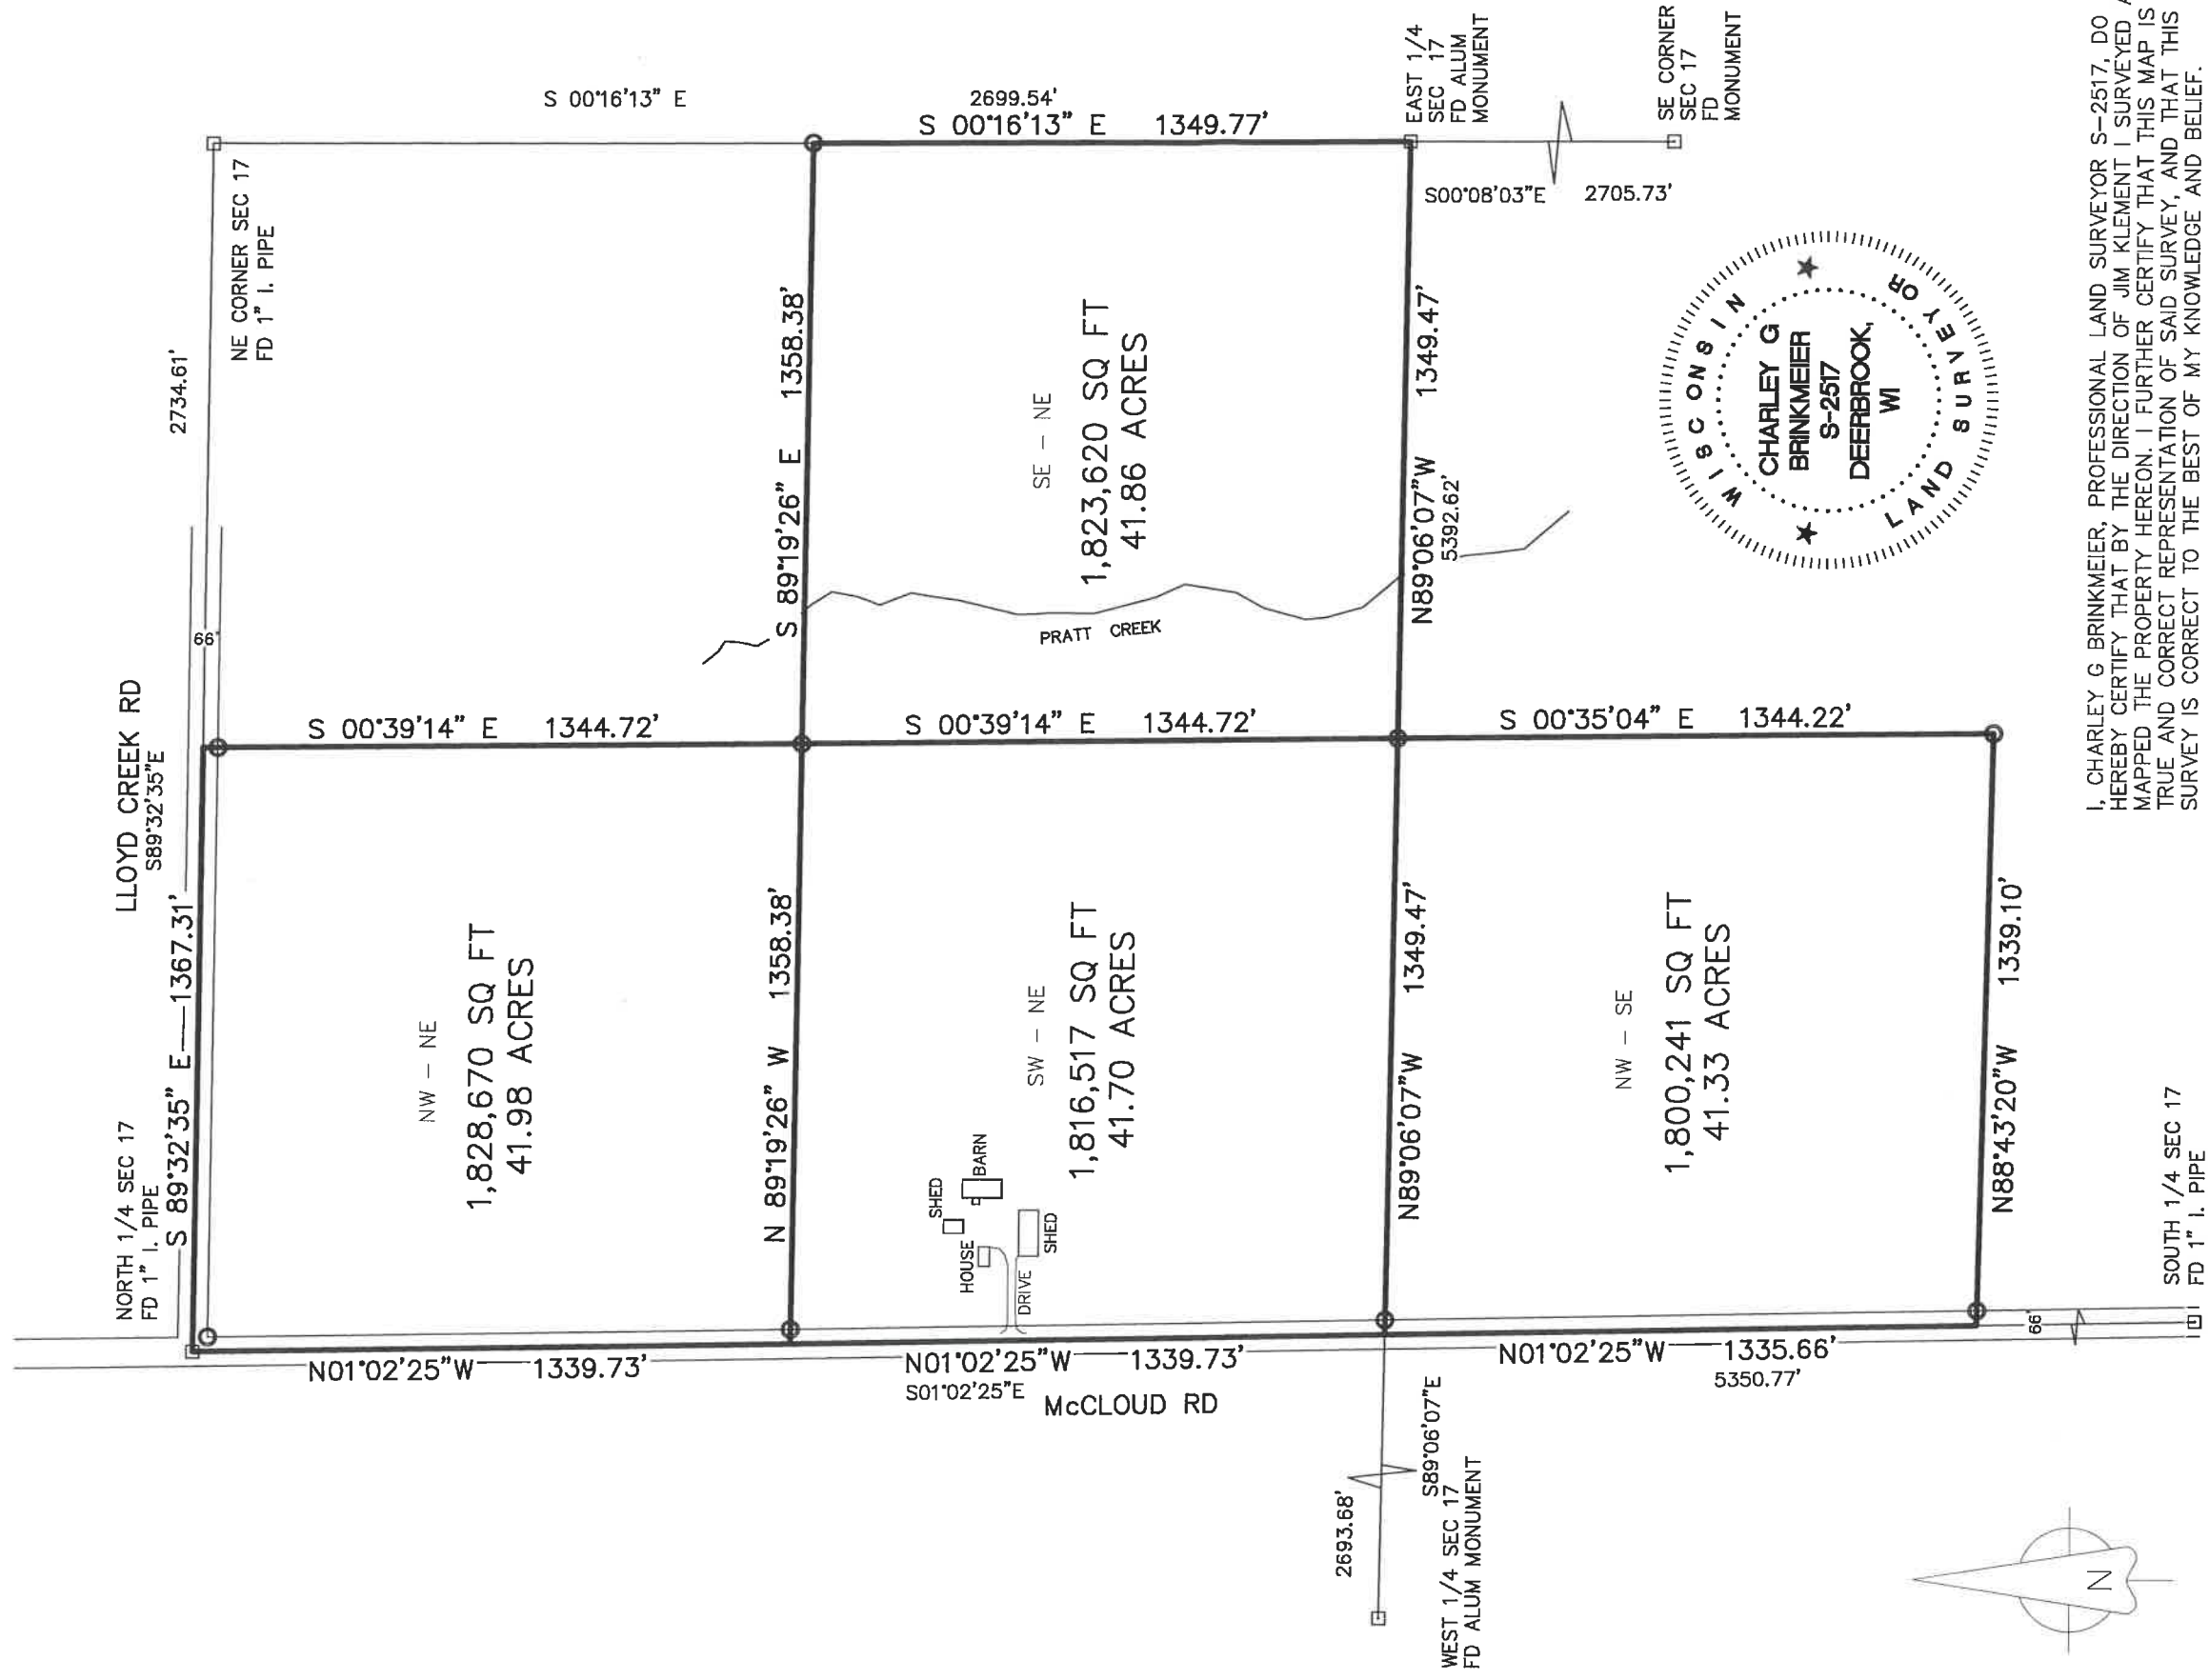 LLOYD CREEK RD
S89°32'35"E
2734.61'
NORTH 1/4 SEC 17
FD 1" I. PIPE
S 89°32'35" E
1367.31'
66'
NE CORNER SEC 17
FD 1" I. PIPE
S 00°16'13" E
2699.54'
NW - NE
1,828,670 SQ FT
41.98 ACRES
S 00°39'14" E 1344.72'
N01°02'25"W 1339.73'
N 89°19'26" W 1358.38'
S 89°19'26" E 1358.38'
SHED
BARN
HOUSE
DRIVE
SHED
SW - NE
1,816,517 SQ FT
41.70 ACRES
S 00°39'14" E 1344.72'
PRATT CREEK
SE - NE
1,823,620 SQ FT
41.86 ACRES
S 00°16'13" E 1349.77'
N01°02'25"W 1339.73'
S01°02'25"E
McCLOUD RD
N89°06'07"W 1349.47'
N89°06'07"W 1349.47'
5392.62'
EAST 1/4
SEC 17
FD ALUM
MONUMENT
S00°08'03"E 2705.73'
SE CORNER
SEC 17
FD
MONUMENT
2693.68'
S89°06'07"E
WEST 1/4 SEC 17
FD ALUM MONUMENT
NW - SE
1,800,241 SQ FT
41.33 ACRES
S 00°35'04" E 1344.22'
N01°02'25"W 1335.66'
5350.77'
N88°43'20"W 1339.10'
66'
SOUTH 1/4 SEC 17
FD 1" I. PIPE
N
WISCONSIN
CHARLEY G
BRINKMEIER
S-2517
DEERBROOK,
WI
LAND SURVEYOR
I, CHARLEY G BRINKMEIER, PROFESSIONAL LAND SURVEYOR S-2517, DO
HEREBY CERTIFY THAT BY THE DIRECTION OF JIM KLEMENT I SURVEYED
MAPPED THE PROPERTY HEREON. I FURTHER CERTIFY THAT THIS MAP IS
TRUE AND CORRECT REPRESENTATION OF SAID SURVEY, AND THAT THIS
SURVEY IS CORRECT TO THE BEST OF MY KNOWLEDGE AND BELIEF.